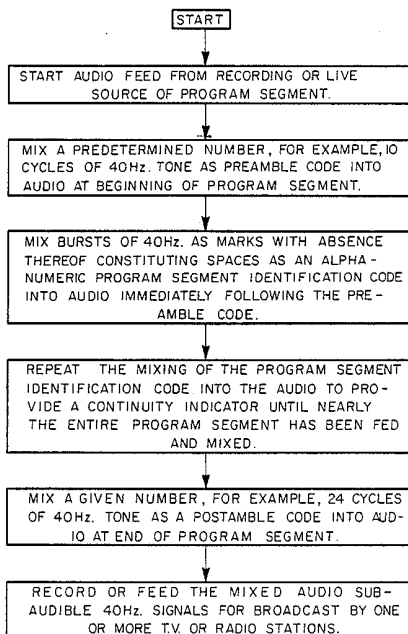 START
START AUDIO FEED FROM RECORDING OR LIVE
SOURCE OF PROGRAM SEGMENT.
MIX A PREDETERMINED NUMBER, FOR EXAMPLE, 10
CYCLES OF 40Hz. TONE AS PREAMBLE CODE INTO
AUDIO AT BEGINNING OF PROGRAM SEGMENT.
MIX BURSTS OF 40Hz. AS MARKS WITH ABSENCE
THEREOF CONSTITUTING SPACES AS AN ALPHA-
NUMERIC PROGRAM SEGMENT IDENTIFICATION CODE
INTO AUDIO IMMEDIATELY FOLLOWING THE PRE-
AMBLE CODE.
REPEAT THE MIXING OF THE PROGRAM SEGMENT
IDENTIFICATION CODE INTO THE AUDIO TO PRO-
VIDE A CONTINUITY INDICATOR UNTIL NEARLY
THE ENTIRE PROGRAM SEGMENT HAS BEEN FED
AND MIXED.
MIX A GIVEN NUMBER, FOR EXAMPLE, 24 CYCLES
OF 40Hz. TONE AS A POSTAMBLE CODE INTO AUD-
IO AT END OF PROGRAM SEGMENT.
RECORD OR FEED THE MIXED AUDIO SUB-
AUDIBLE 40Hz. SIGNALS FOR BROADCAST BY ONE
OR MORE T.V. OR RADIO STATIONS.